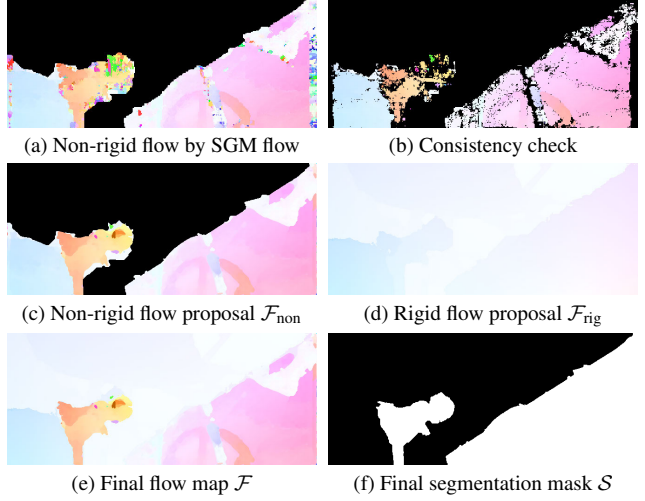 (a) Non-rigid flow by SGM flow
(b) Consistency check
(c) Non-rigid flow proposal 𝓕non
(d) Rigid flow proposal 𝓕rig
(e) Final flow map 𝓕
(f) Final segmentation mask 𝓢